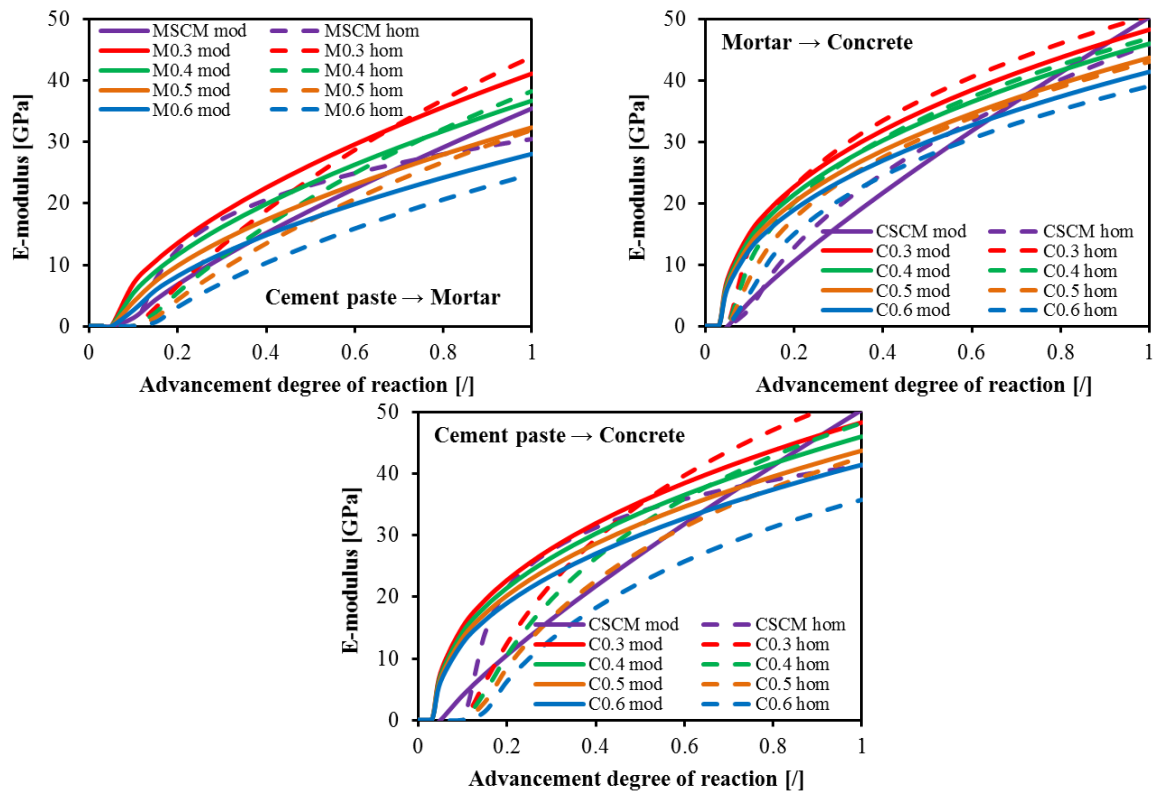 50
40
30
20
10
0
E-modulus [GPa]
MSCM mod MSCM hom
M0.3 mod M0.3 hom
M0.4 mod M0.4 hom
M0.5 mod M0.5 hom
M0.6 mod M0.6 hom
Cement paste → Mortar
0 0.2 0.4 0.6 0.8 1
Advancement degree of reaction [/]
50
40
30
20
10
0
E-modulus [GPa]
Mortar → Concrete
CSCM mod CSCM hom
C0.3 mod C0.3 hom
C0.4 mod C0.4 hom
C0.5 mod C0.5 hom
C0.6 mod C0.6 hom
0 0.2 0.4 0.6 0.8 1
Advancement degree of reaction [/]
50
40
30
20
10
0
E-modulus [GPa]
Cement paste → Concrete
CSCM mod CSCM hom
C0.3 mod C0.3 hom
C0.4 mod C0.4 hom
C0.5 mod C0.5 hom
C0.6 mod C0.6 hom
0 0.2 0.4 0.6 0.8 1
Advancement degree of reaction [/]